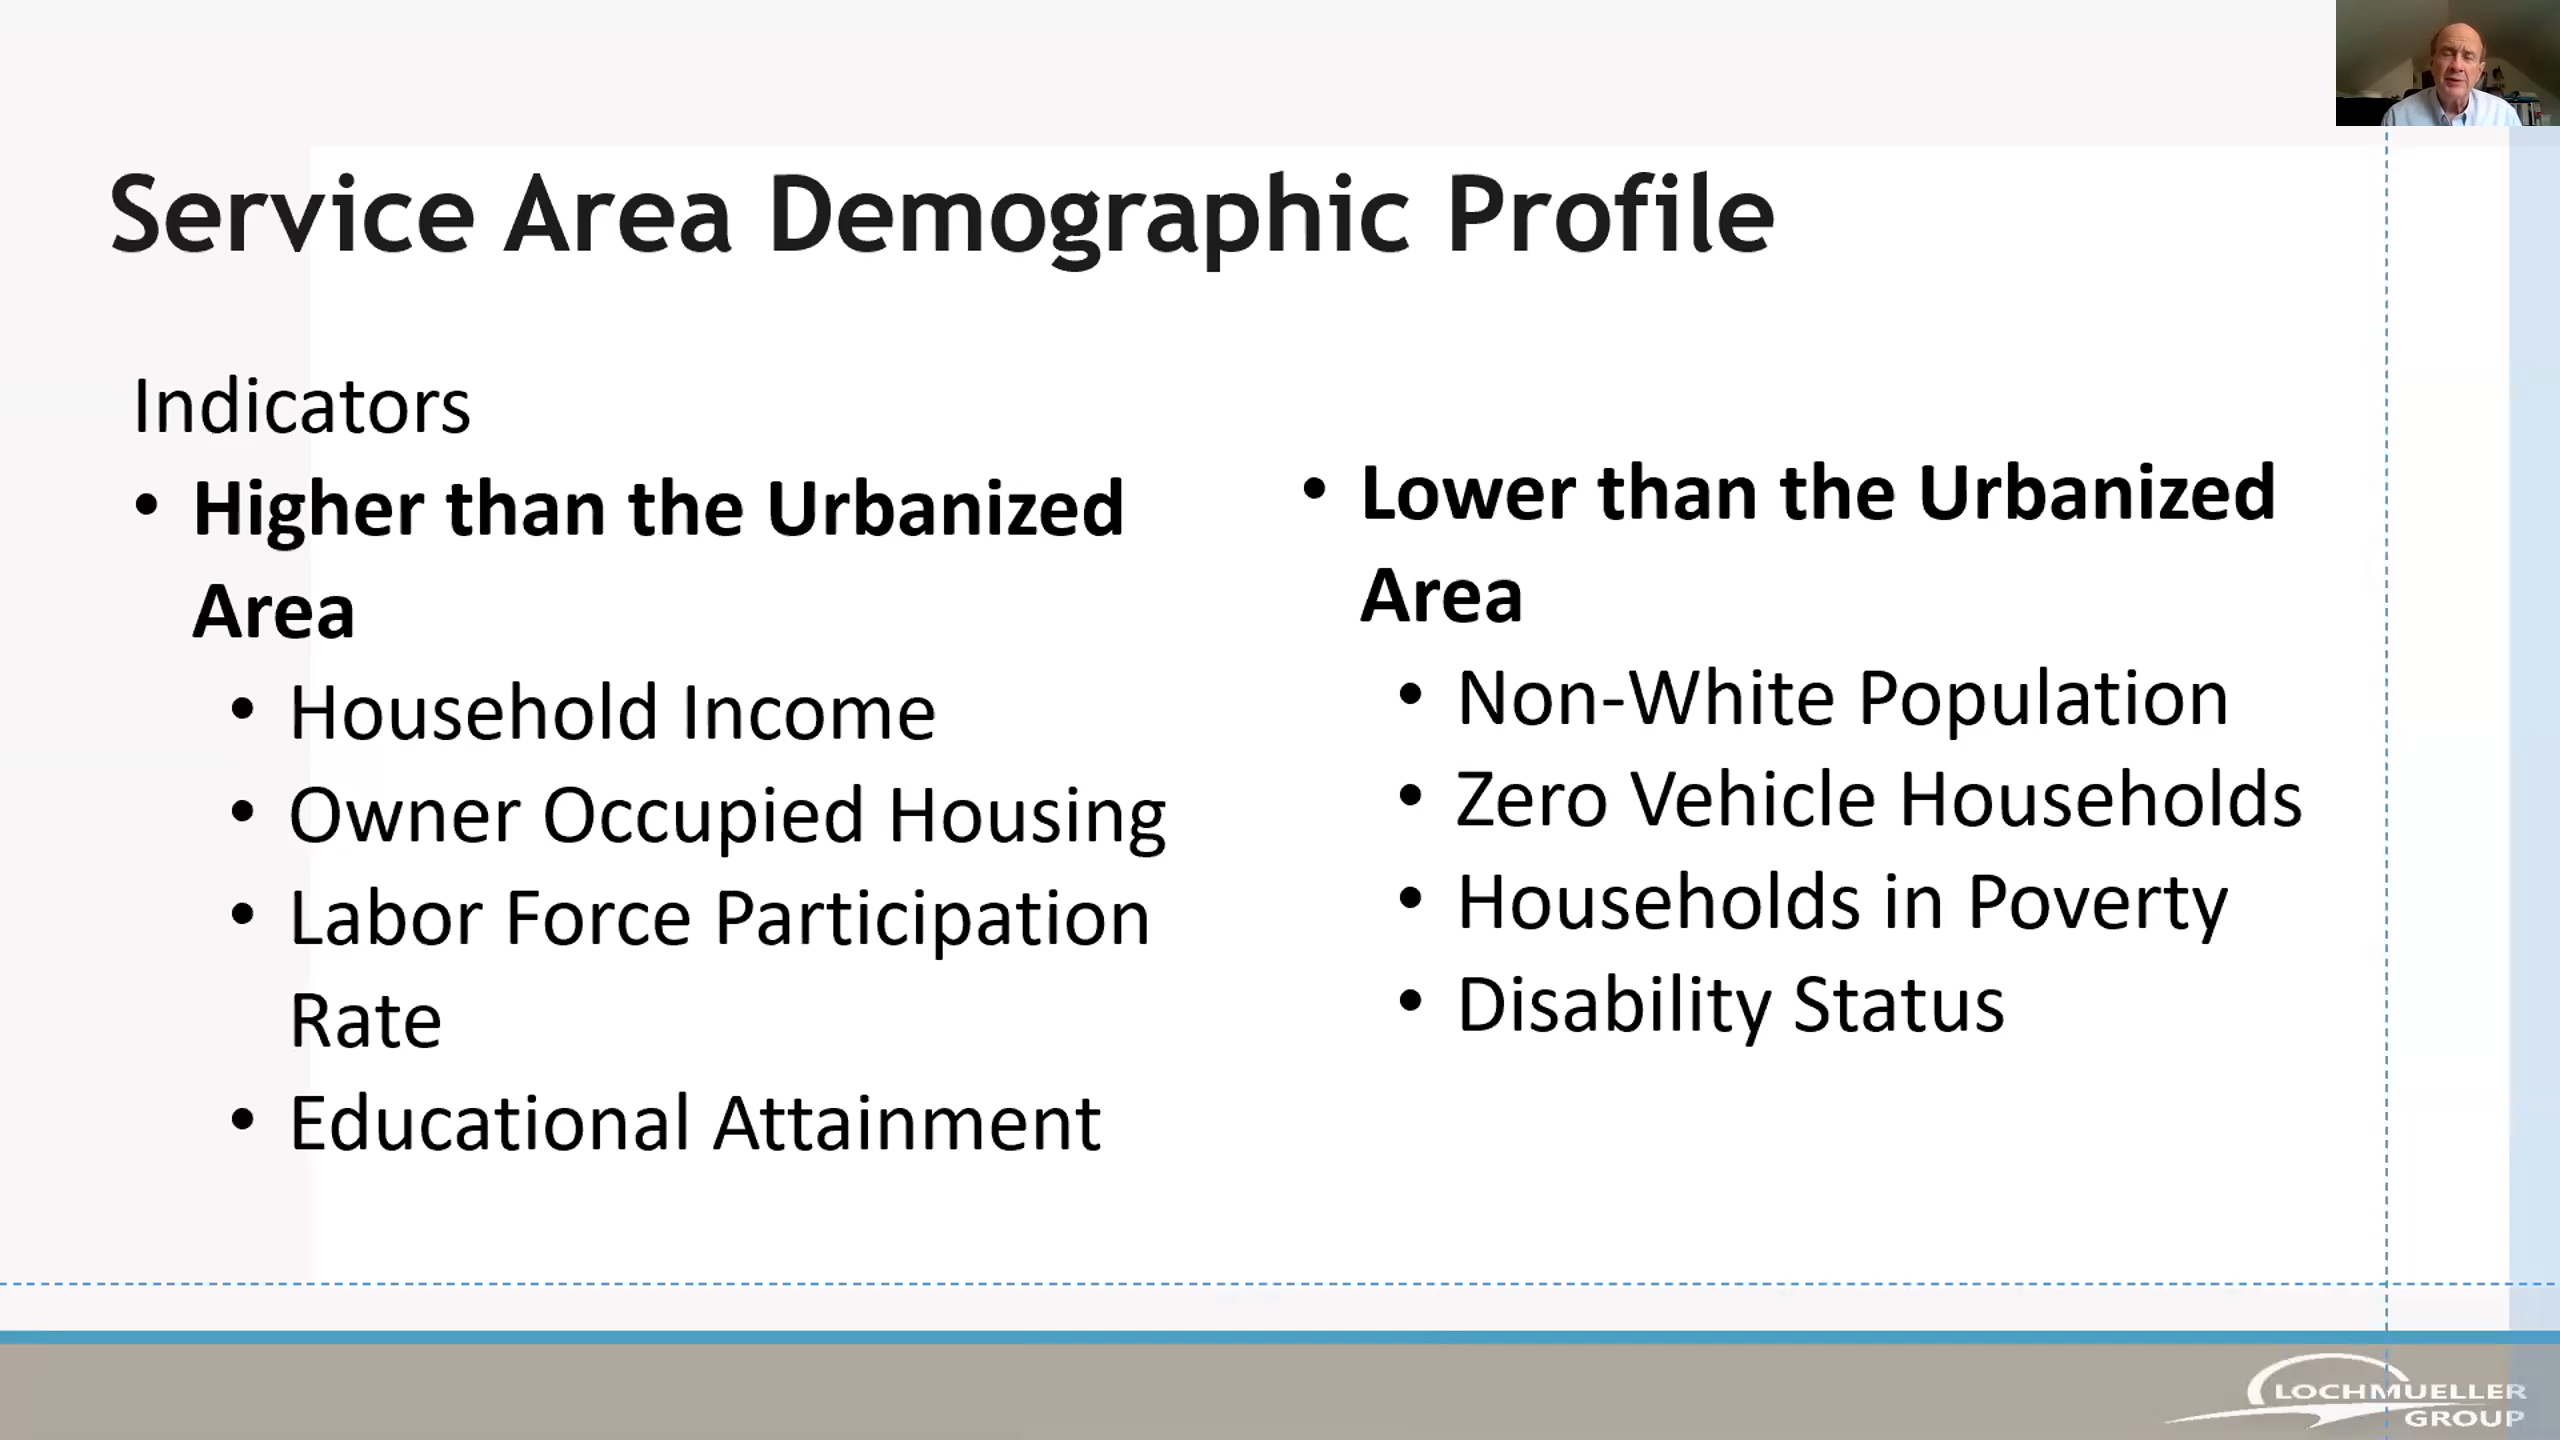 Service Area Demographic Profile
Indicators
• Higher than the Urbanized
Area
• Household Income
• Owner Occupied Housing
• Labor Force Participation
Rate
• Educational Attainment
• Lower than the Urbanized
Area
• Non-White Population
• Zero Vehicle Households
• Households in Poverty
• Disability Status
LOCHMUELLER
GROUP